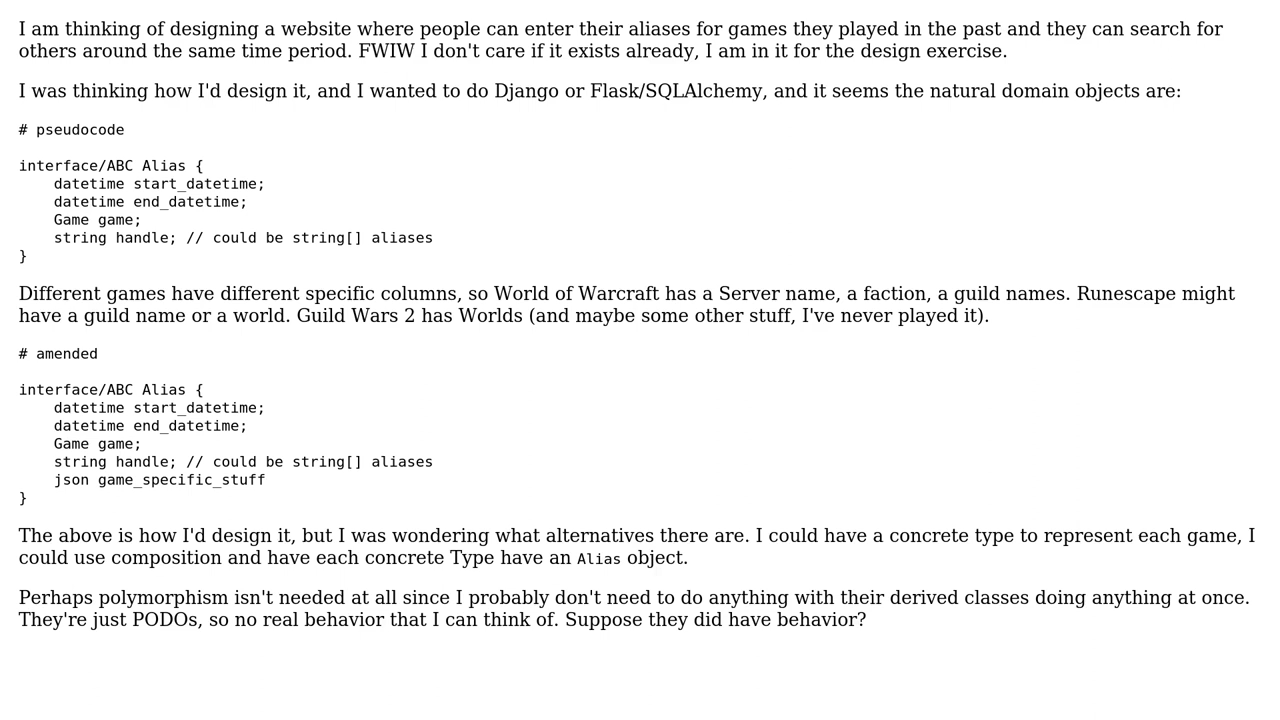 I am thinking of designing a website where people can enter their aliases for games they played in the past and they can search for
others around the same time period. FWIW I don't care if it exists already, I am in it for the design exercise.
I was thinking how I'd design it, and I wanted to do Django or Flask/SQLAlchemy, and it seems the natural domain objects are:
# pseudocode
interface/ABC Alias {
    datetime start_datetime;
    datetime end_datetime;
    Game game;
    string handle; // could be string[] aliases
}
Different games have different specific columns, so World of Warcraft has a Server name, a faction, a guild names. Runescape might
have a guild name or a world. Guild Wars 2 has Worlds (and maybe some other stuff, I've never played it).
# amended
interface/ABC Alias {
    datetime start_datetime;
    datetime end_datetime;
    Game game;
    string handle; // could be string[] aliases
    json game_specific_stuff
}
The above is how I'd design it, but I was wondering what alternatives there are. I could have a concrete type to represent each game, I
could use composition and have each concrete Type have an Alias object.
Perhaps polymorphism isn't needed at all since I probably don't need to do anything with their derived classes doing anything at once.
They're just PODOs, so no real behavior that I can think of. Suppose they did have behavior?